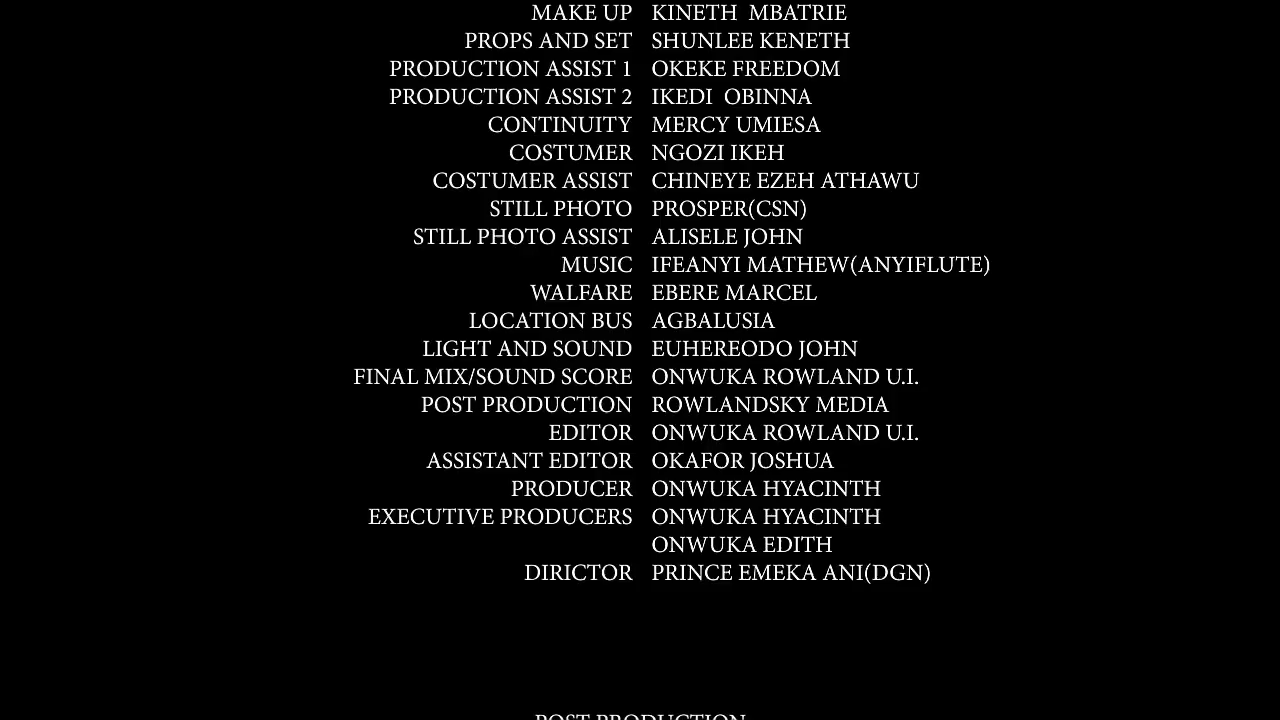 MAKE UP KINETH MBATRIE
PROPS AND SET SHUNLEE KENETH
PRODUCTION ASSIST 1 OKEKE FREEDOM
PRODUCTION ASSIST 2 IKEDI OBINNA
CONTINUITY MERCY UMIESA
COSTUMER NGOZI IKEH
COSTUMER ASSIST CHINEYE EZEH ATHAWU
STILL PHOTO PROSPER(CSN)
STILL PHOTO ASSIST ALISELE JOHN
MUSIC IFEANYI MATHEW(ANYIFLUTE)
WALFARE EBERE MARCEL
LOCATION BUS AGBALUSIA
LIGHT AND SOUND EUHEREODO JOHN
FINAL MIX/SOUND SCORE ONWUKA ROWLAND U.I.
POST PRODUCTION ROWLANDSKY MEDIA
EDITOR ONWUKA ROWLAND U.I.
ASSISTANT EDITOR OKAFOR JOSHUA
PRODUCER ONWUKA HYACINTH
EXECUTIVE PRODUCERS ONWUKA HYACINTH
ONWUKA EDITH
DIRICTOR PRINCE EMEKA ANI(DGN)
POST PRODUCTION